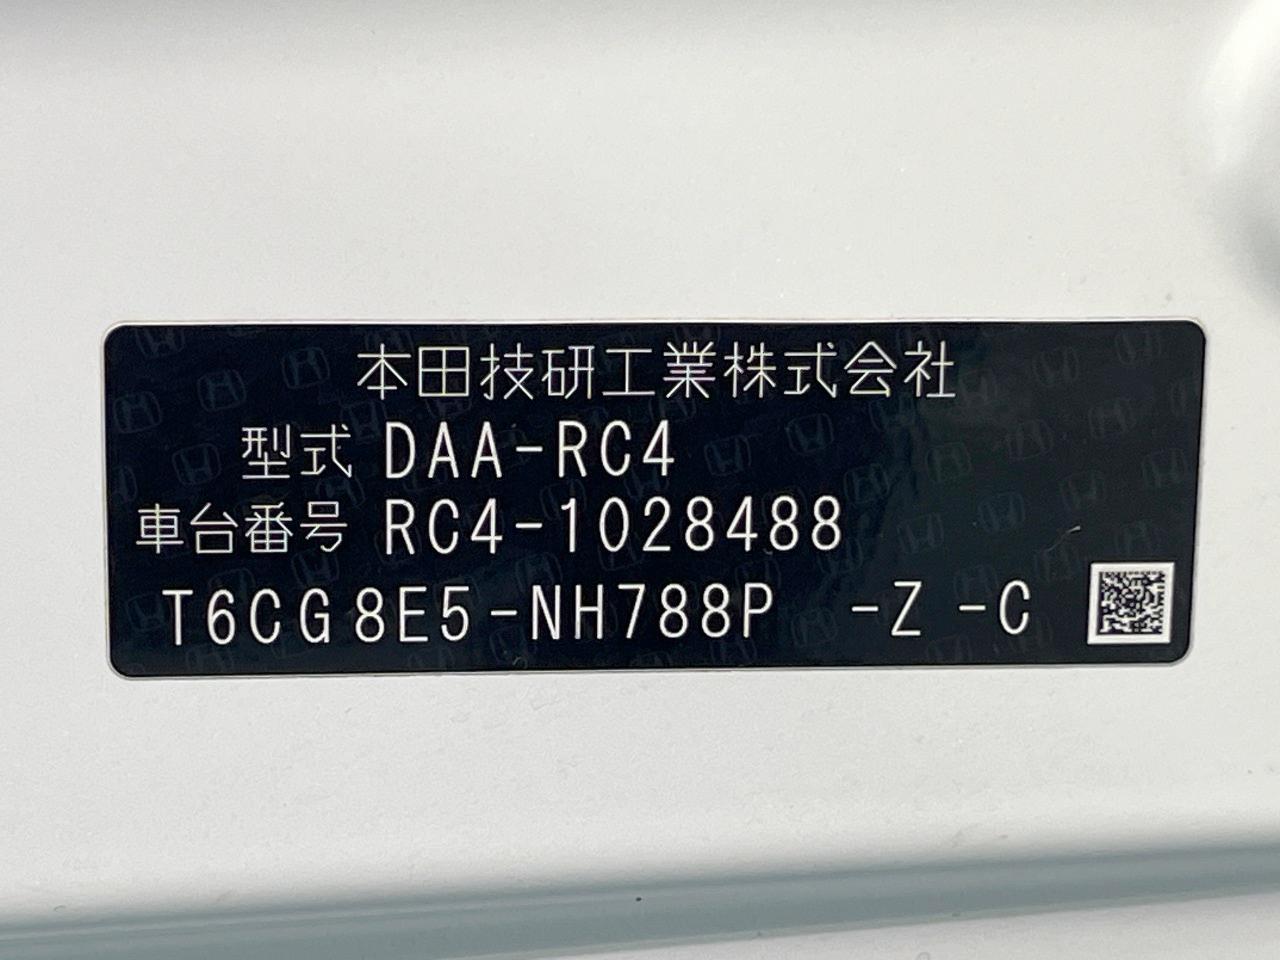 本田技研工業株式会社
型式 DAA-RC4
車台番号 RC4-1028488
T6CG8E5-NH788P -Z -C